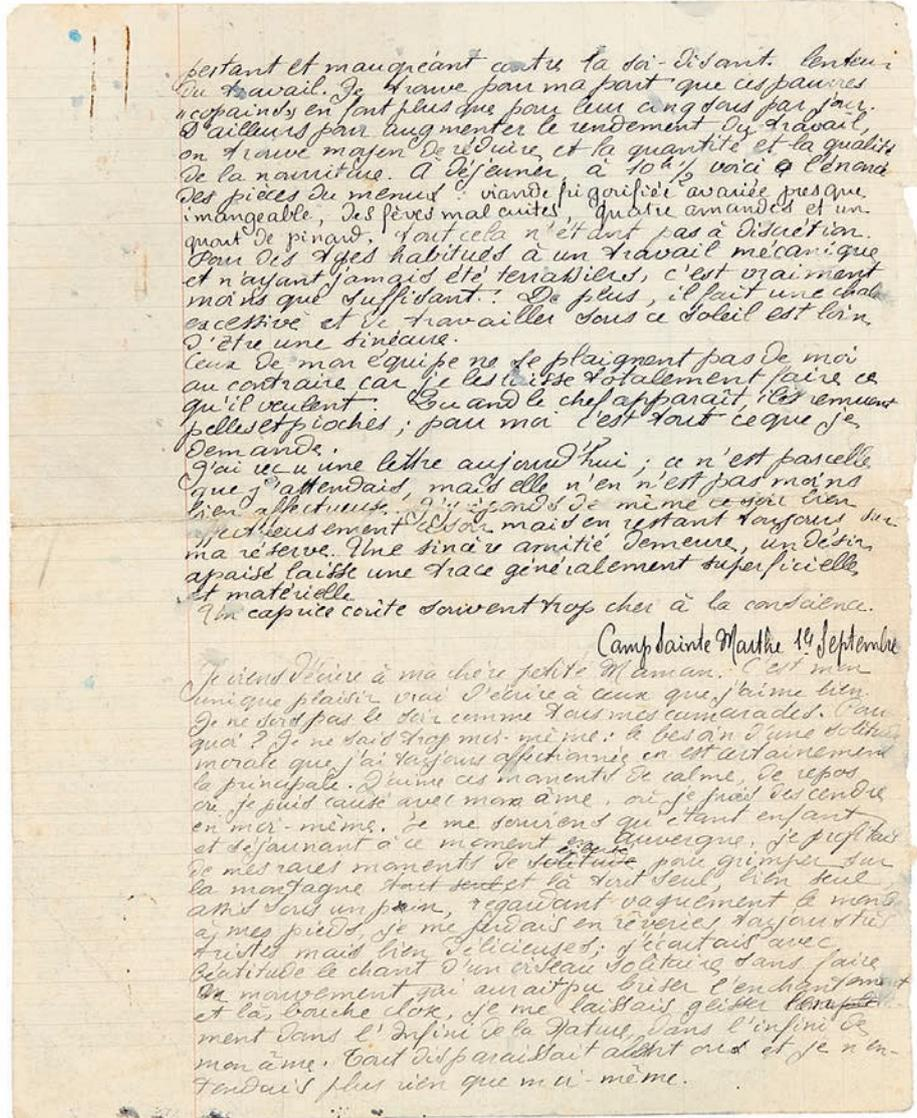 pestant et maugréant contre la soi-disant lenteur
du travail. Je trouve pour ma part que ces pauvres
"copains" en font plus que pour leur cinq sous par jour.
D'ailleurs pour augmenter le rendement du travail,
on trouve moyen de réduire et la quantité et la qualité
de la nourriture. A déjeuner, à 10h½ voici l'énoncé
des pièces du menus : viande frigorifiée avariée presque
imangeable, des fèves mal cuites, quatre amandes et un
quart de pinard, tout cela n'étant pas à discrétion.
Pour des types habitués à un travail mécanique
et n'ayant jamais été terrassiers, c'est vraiment
moins que suffisant ! De plus, il fait une chaleur
excessive et de travailler sous ce soleil est loin
d'être une sinécure.
Ceux de mon équipe ne se plaignent pas de moi
au contraire car je les laisse totalement faire ce
qu'il veulent. Quand le chef apparaît, ils remuent
pelles et pioches ; pour moi c'est tout ce que je
demande.
J'ai reçu une lettre aujourd'hui ; ce n'est pas celle
que j'attendais, mais elle n'en n'est pas moins
bien affectueuse. J'y réponds de même ce soir bien
affectueusement mais en restant toujours sur
ma réserve. Une sincère amitié demeure, un désir
apaisé laisse une trace généralement superficielle
et matérielle
Un caprice coûte souvent trop cher à la conscience.
Camp Sainte Marthe 1er Septembre
Je viens d'écrire à ma chère petite Maman. C'est mon
unique plaisir vrai d'écrire à ceux que j'aime bien.
Je ne sors pas le soir comme tous mes camarades. Pour
quoi ? Je ne sais trop moi-même : le besoin d'une solitude
morale que j'ai toujours affectionnée en est certainement
la principale. J'aime ces moments de calme, de repos
où je puis causé avec mon âme, où je puis descendre
en moi-même. Je me souviens qu'étant enfant
et séjournant à ce moment en Auvergne, je profitais
de mes rares moments de solitude, pour grimper sur
la montagne tout seul et là tout seul, bien seul
assis sous un pin, regardant vaguement le monde
à mes pieds, je me perdais en rêveries toujours très
tristes mais bien délicieuses ; j'écoutais avec
béatitude le chant d'un oiseau solitaire sans faire
un mouvement qui aurait pu briser l'enchantement
et là, bouche close, je me laissais glisser
ment dans l'Infini de la Nature, dans l'infini de
mon âme. Tout disparaissait alors et je n'en-
tendais plus rien que moi-même.